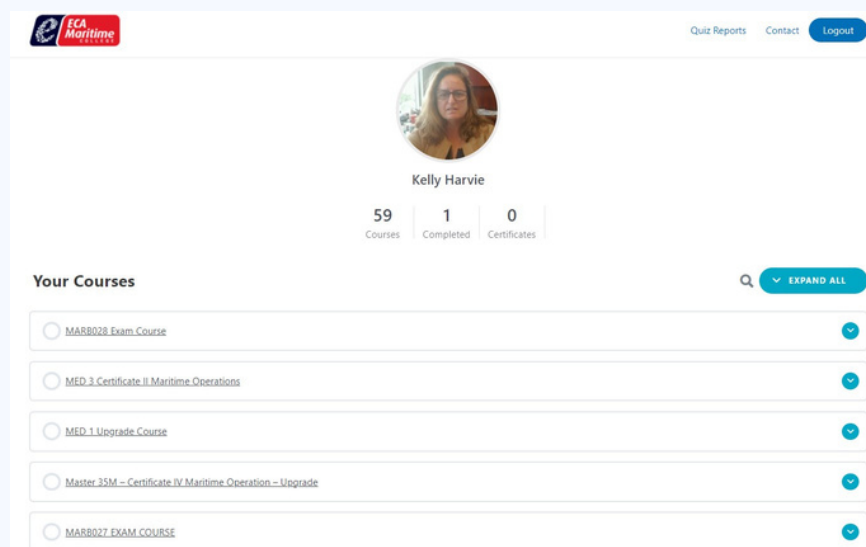 ECA
Maritime
COLLEGE
Quiz Reports Contact Logout
Kelly Harvie
59 1 0
Courses Completed Certificates
Your Courses
EXPAND ALL
MARB028 Exam Course
MED 3 Certificate II Maritime Operations
MED 1 Upgrade Course
Master 35M – Certificate IV Maritime Operation – Upgrade
MARB027 EXAM COURSE